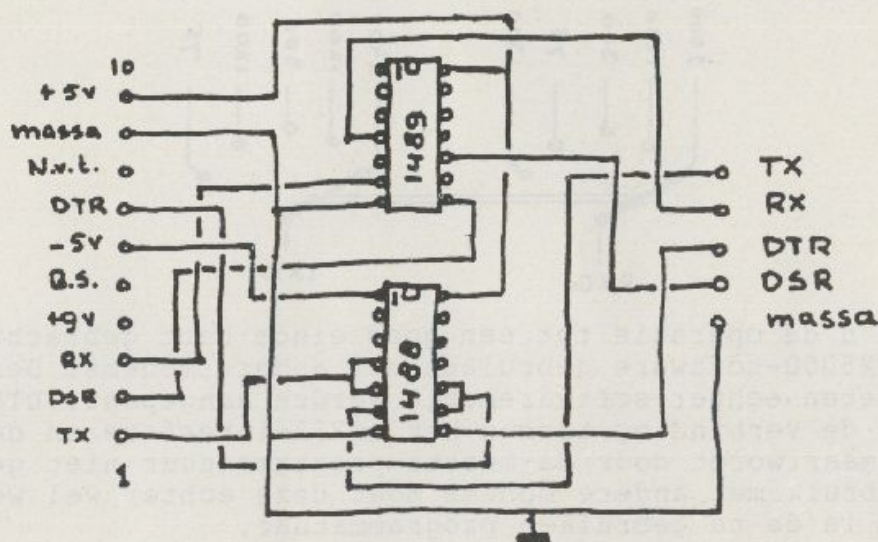 10
+5v
massa
N.v.t.
DTR
-5v
B.S.
+9v
RX
DSR
TX
1
1489
1488
TX
RX
DTR
DSR
massa